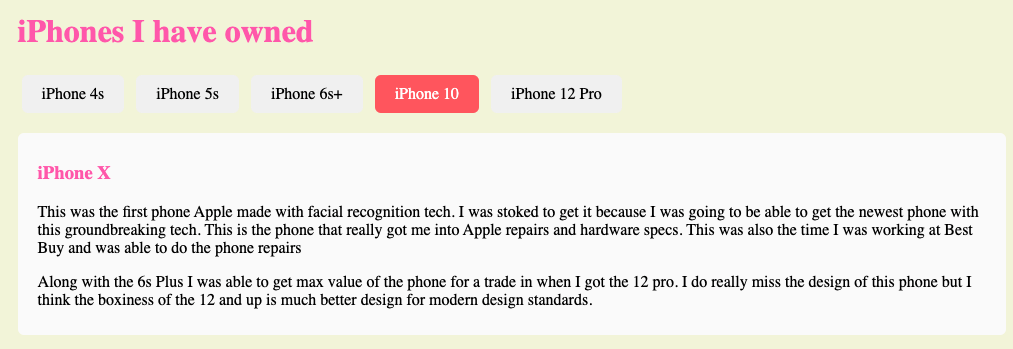 iPhones I have owned
iPhone 4s iPhone 5s iPhone 6s+ iPhone 10 iPhone 12 Pro
iPhone X
This was the first phone Apple made with facial recognition tech. I was stoked to get it because I was going to be able to get the newest phone with
this groundbreaking tech. This is the phone that really got me into Apple repairs and hardware specs. This was also the time I was working at Best
Buy and was able to do the phone repairs
Along with the 6s Plus I was able to get max value of the phone for a trade in when I got the 12 pro. I do really miss the design of this phone but I
think the boxiness of the 12 and up is much better design for modern design standards.